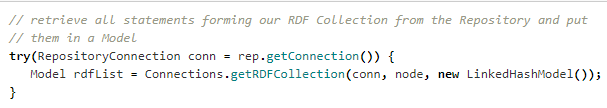 // retrieve all statements forming our RDF Collection from the Repository and put
// them in a Model
try(RepositoryConnection conn = rep.getConnection()) {
   Model rdfList = Connections.getRDFCollection(conn, node, new LinkedHashModel());
}